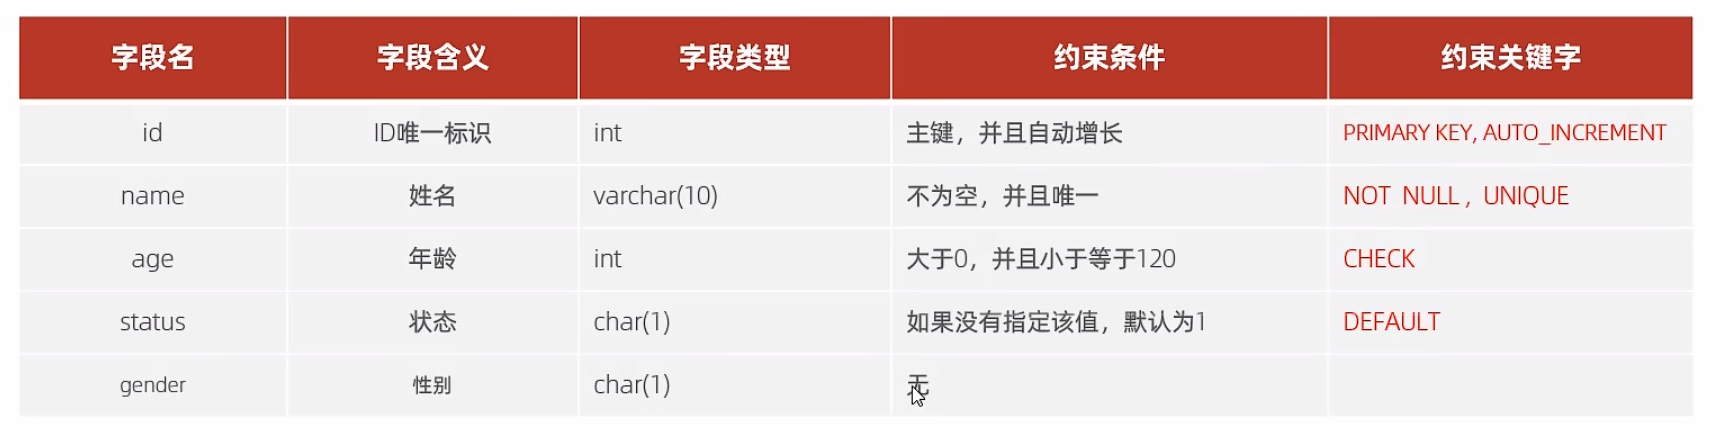 字段名 字段含义 字段类型 约束条件 约束关键字
id ID唯一标识 int 主键，并且自动增长 PRIMARY KEY, AUTO_INCREMENT
name 姓名 varchar(10) 不为空，并且唯一 NOT NULL , UNIQUE
age 年龄 int 大于0，并且小于等于120 CHECK
status 状态 char(1) 如果没有指定该值，默认为1 DEFAULT
gender 性别 char(1) 无